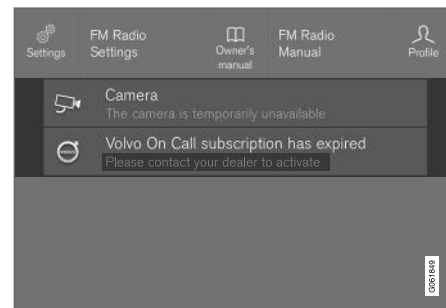 Settings
FM Radio
Settings
Owner's
manual
FM Radio
Manual
Profile
Camera
The camera is temporarily unavailable
Volvo On Call subscription has expired
Please contact your dealer to activate
G061849